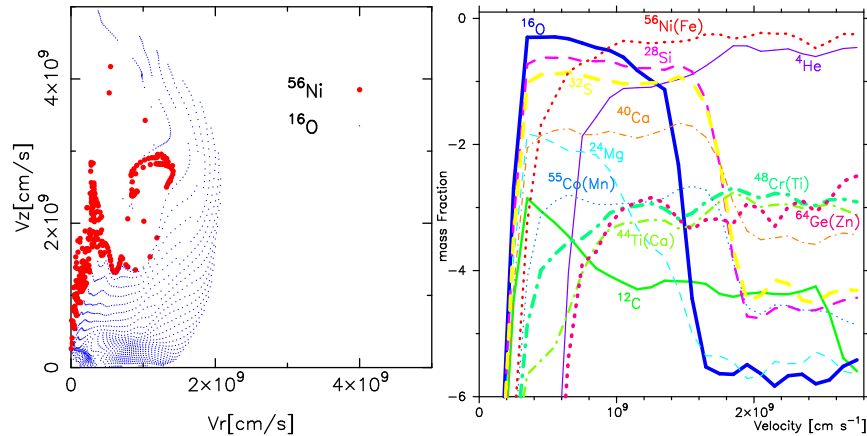 Vz[cm/s]
4×10⁹
2×10⁹
0
⁵⁶Ni
¹⁶O
0
2×10⁹
4×10⁹
Vr[cm/s]
mass Fraction
0
−2
−4
−6
¹⁶O
⁵⁶Ni(Fe)
²⁸Si
⁴He
³²S
⁴⁰Ca
²⁴Mg
⁵⁵Co(Mn)
⁴⁸Cr(Ti)
⁶⁴Ge(Zn)
⁴⁴Ti(Ca)
¹²C
0
10⁹
2×10⁹
Velocity [cm s⁻¹]